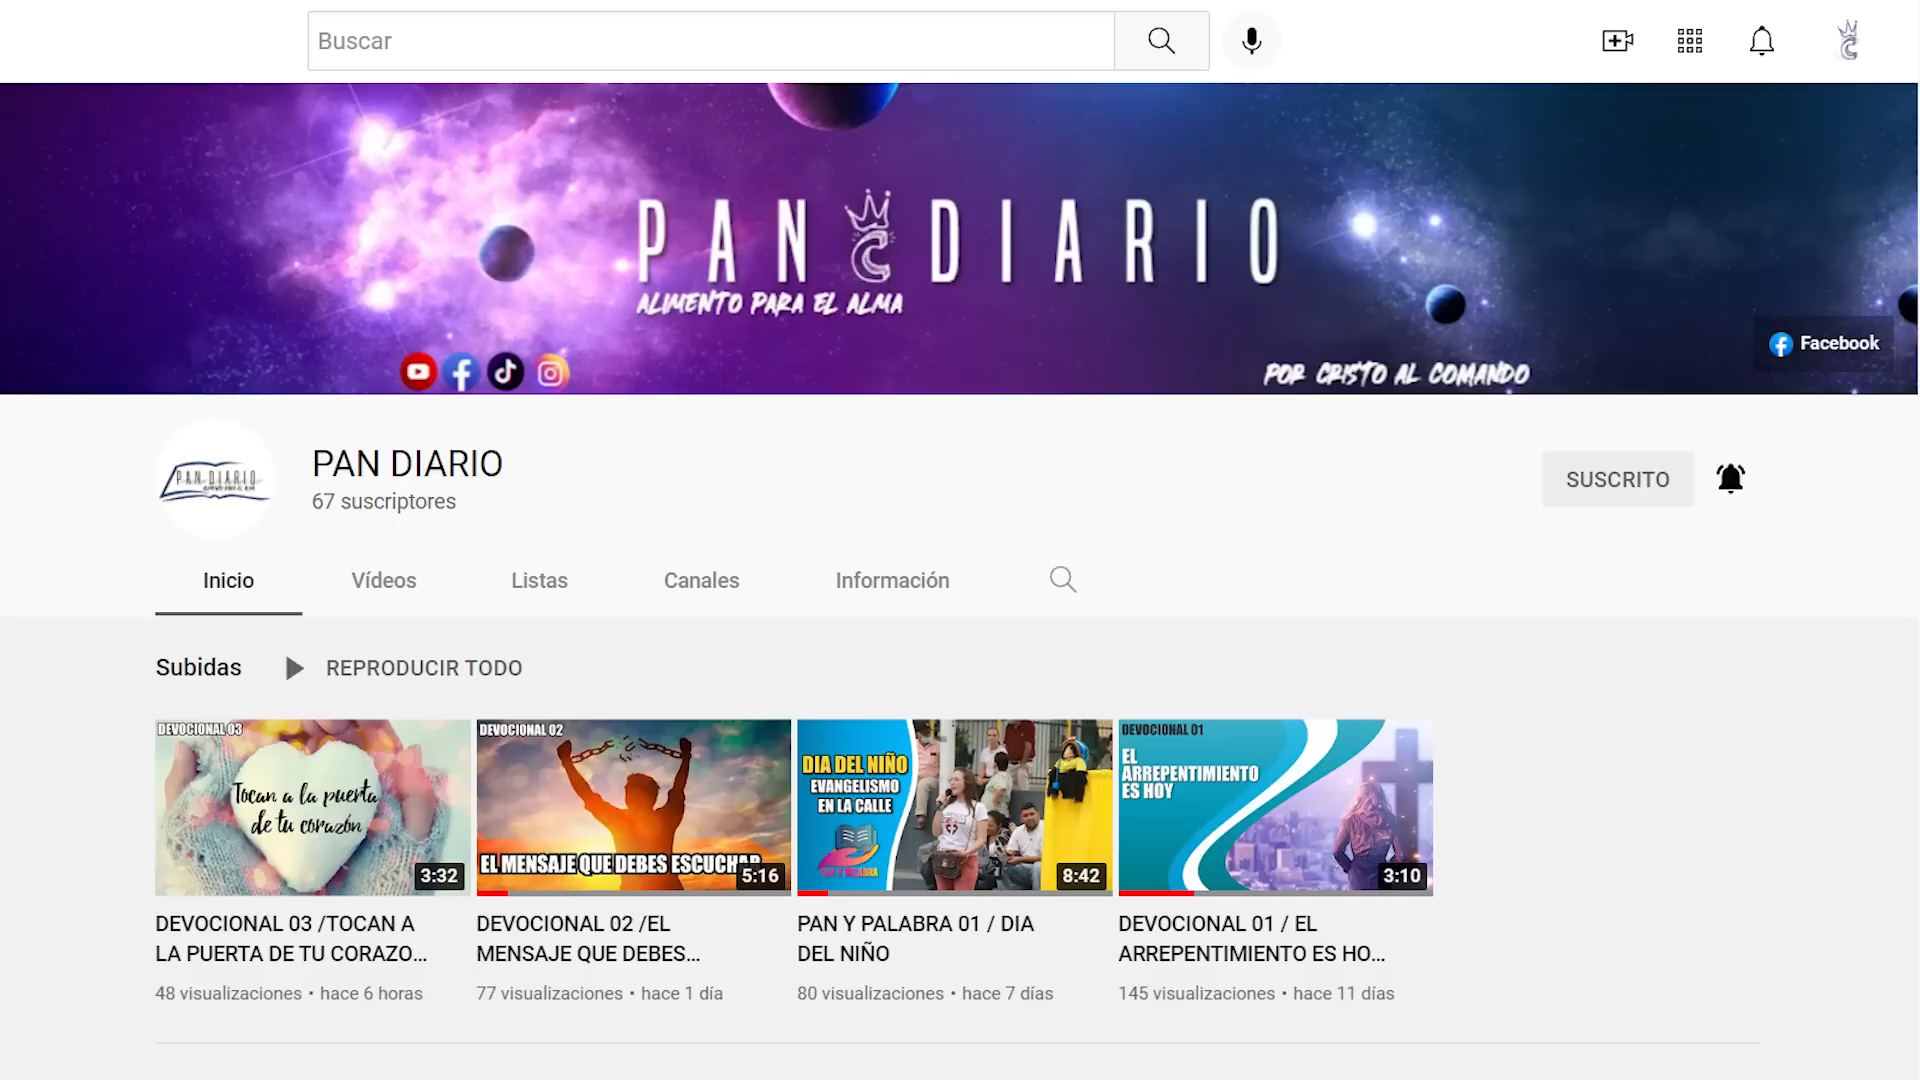 Buscar
PAN C DIARIO
ALIMENTO PARA EL ALMA
POR CRISTO AL COMANDO
Facebook
PAN DIARIO
PAN DIARIO
67 suscriptores
SUSCRITO
Inicio
Vídeos
Listas
Canales
Información
Subidas
REPRODUCIR TODO
DEVOCIONAL 03
Tocan a la puerta
de tu corazón
3:32
DEVOCIONAL 02
EL MENSAJE QUE DEBES ESCUCHAR
5:16
DIA DEL NIÑO
EVANGELISMO
EN LA CALLE
PAN Y PALABRA
8:42
DEVOCIONAL 01
EL
ARREPENTIMIENTO
ES HOY
3:10
DEVOCIONAL 03 /TOCAN A
LA PUERTA DE TU CORAZO...
48 visualizaciones • hace 6 horas
DEVOCIONAL 02 /EL
MENSAJE QUE DEBES...
77 visualizaciones • hace 1 día
PAN Y PALABRA 01 / DIA
DEL NIÑO
80 visualizaciones • hace 7 días
DEVOCIONAL 01 / EL
ARREPENTIMIENTO ES HO...
145 visualizaciones • hace 11 días